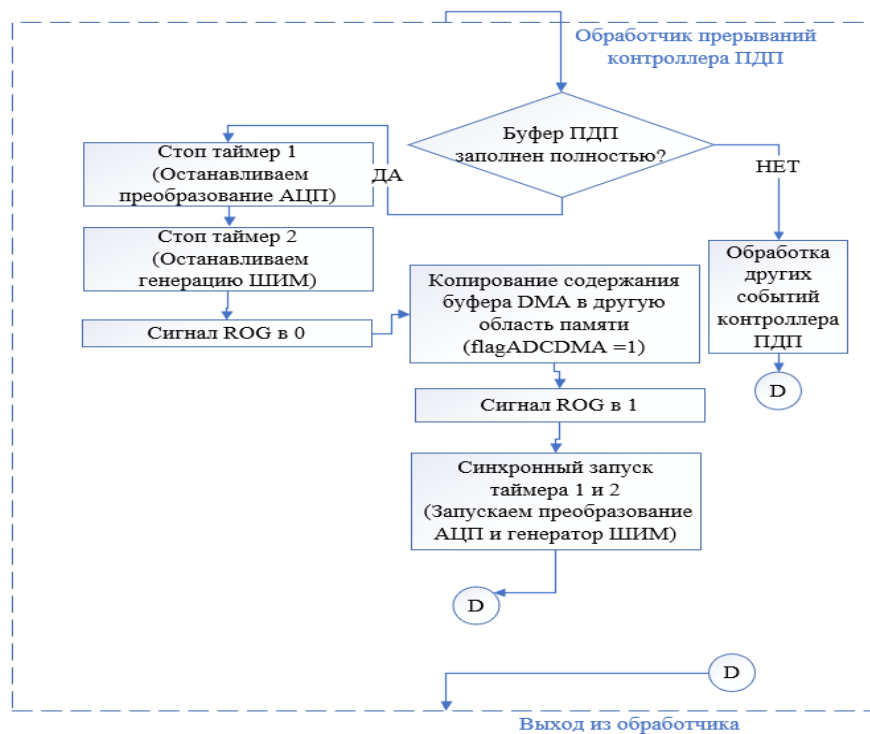 Обработчик прерываний
контроллера ПДП
Буфер ПДП
заполнен полностью?
ДА
НЕТ
Стоп таймер 1
(Останавливаем
преобразование АЦП)
Стоп таймер 2
(Останавливаем
генерацию ШИМ)
Сигнал ROG в 0
Копирование содержания
буфера DMA в другую
область памяти
(flagADCDMA =1)
Сигнал ROG в 1
Синхронный запуск
таймера 1 и 2
(Запускаем преобразование
АЦП и генератор ШИМ)
D
Обработка
других
событий
контроллера
ПДП
D
D
Выход из обработчика